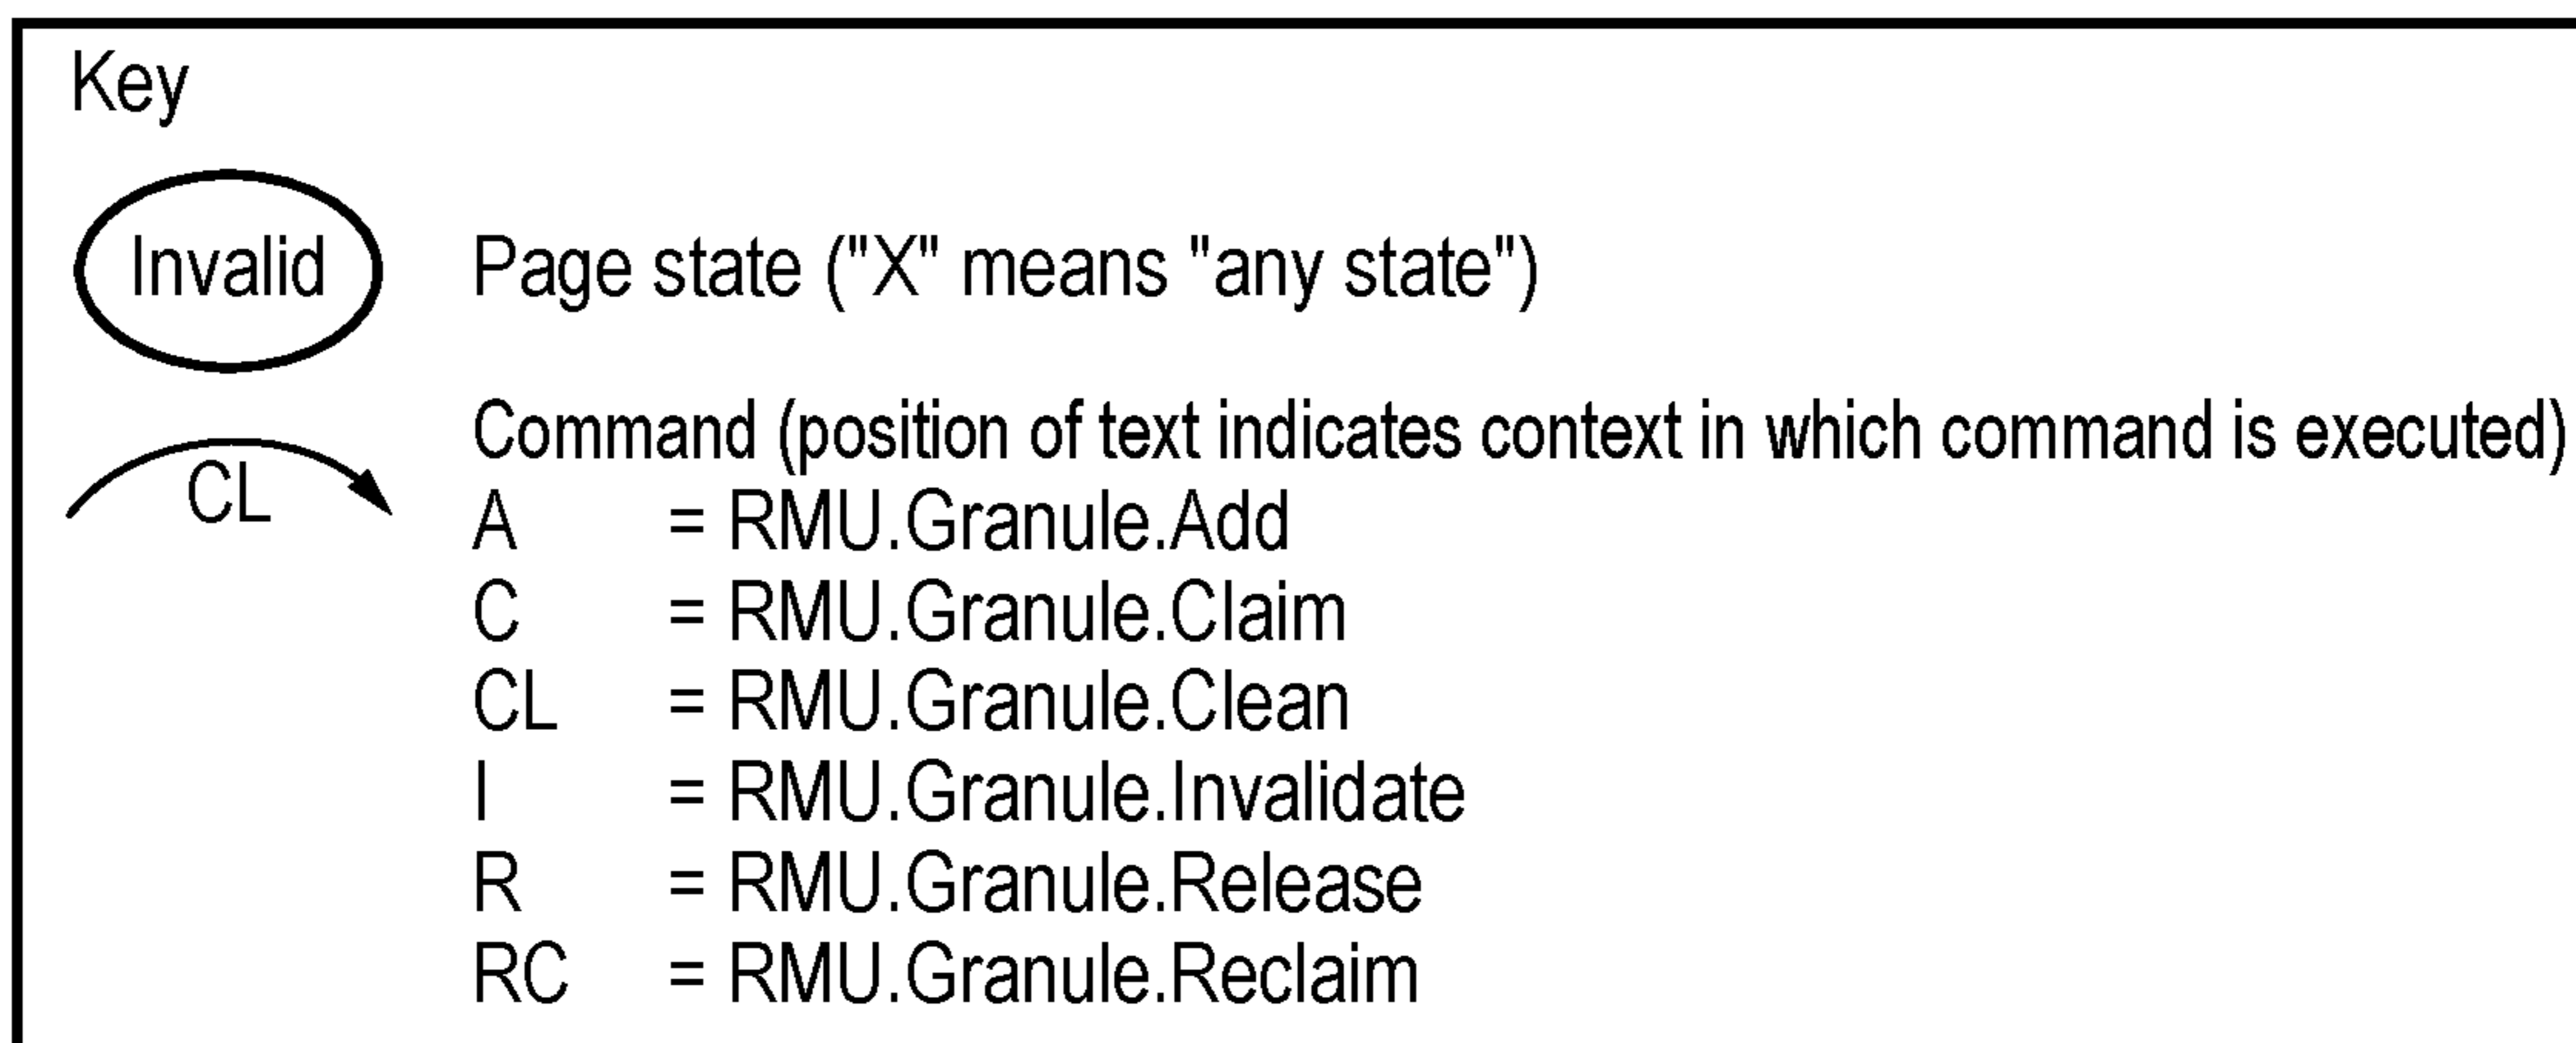 Key
Invalid
Page state ("X" means "any state")
CL
Command (position of text indicates context in which command is executed)
A = RMU.Granule.Add
C = RMU.Granule.Claim
CL = RMU.Granule.Clean
I = RMU.Granule.Invalidate
R = RMU.Granule.Release
RC = RMU.Granule.Reclaim